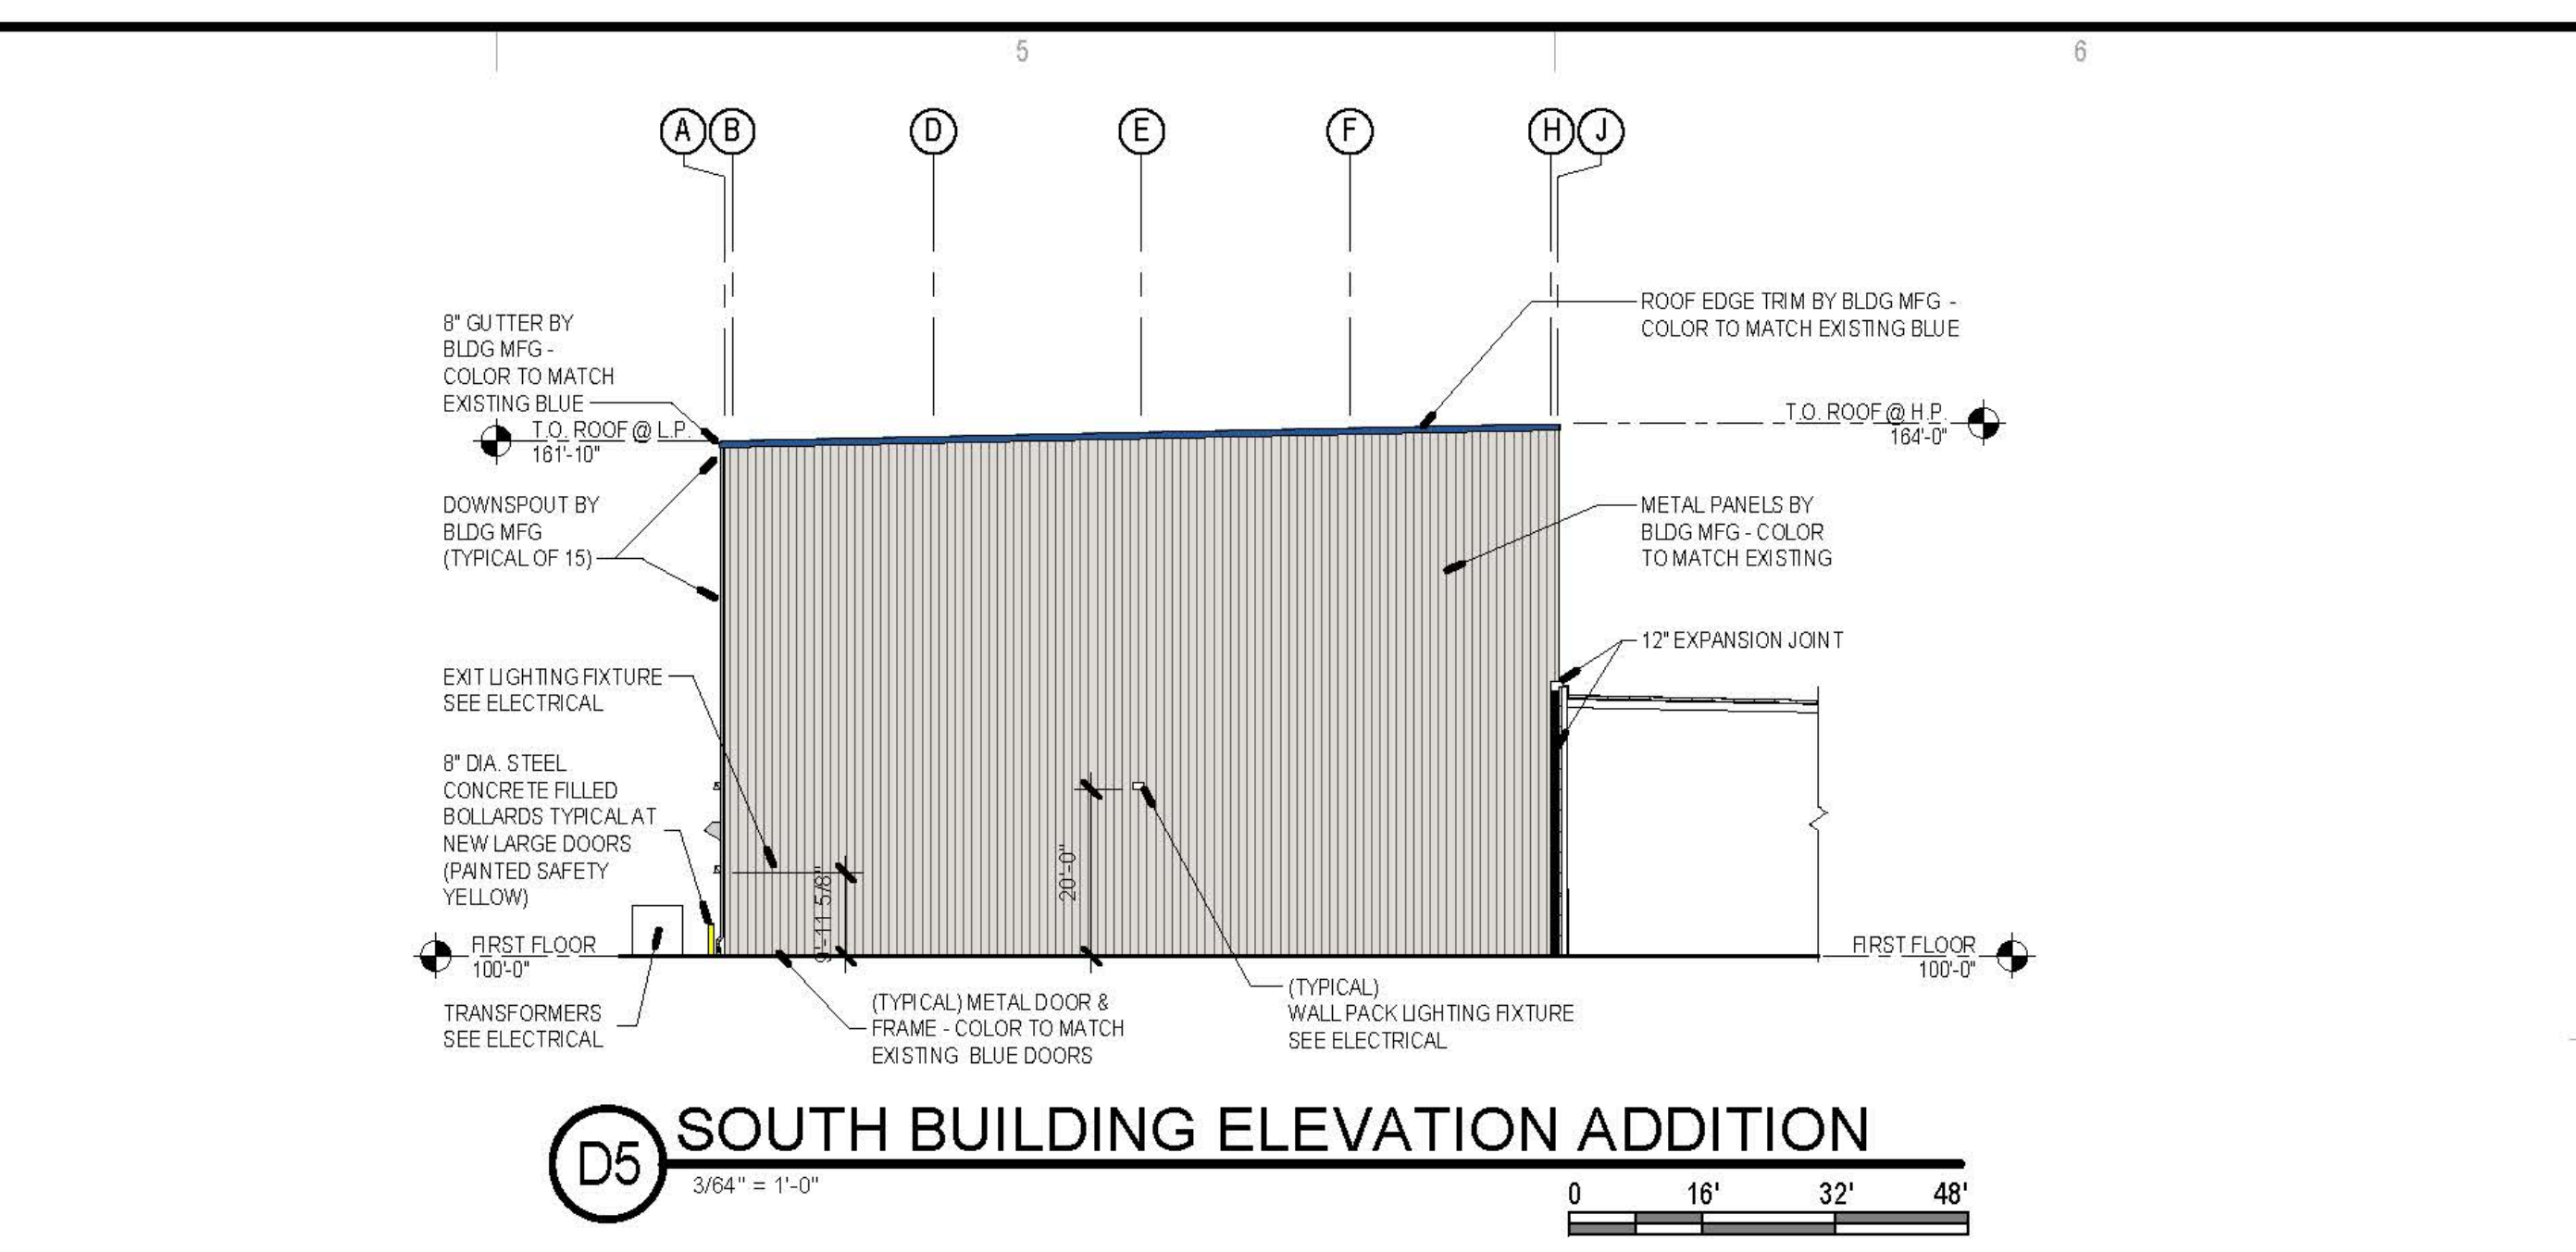 5
6
A
B
D
E
F
H
J
8" GUTTER BY
BLDG MFG -
COLOR TO MATCH
EXISTING BLUE
T.O. ROOF @ L.P.
161'-10"
ROOF EDGE TRIM BY BLDG MFG -
COLOR TO MATCH EXISTING BLUE
T.O. ROOF @ H.P.
164'-0"
DOWNSPOUT BY
BLDG MFG
(TYPICAL OF 15)
METAL PANELS BY
BLDG MFG - COLOR
TO MATCH EXISTING
12" EXPANSION JOINT
EXIT LIGHTING FIXTURE
SEE ELECTRICAL
8" DIA. STEEL
CONCRETE FILLED
BOLLARDS TYPICAL AT
NEW LARGE DOORS
(PAINTED SAFETY
YELLOW)
9'-11 5/8"
20'-0"
FIRST FLOOR
100'-0"
FIRST FLOOR
100'-0"
TRANSFORMERS
SEE ELECTRICAL
(TYPICAL) METAL DOOR &
FRAME - COLOR TO MATCH
EXISTING BLUE DOORS
(TYPICAL)
WALL PACK LIGHTING FIXTURE
SEE ELECTRICAL
D5
SOUTH BUILDING ELEVATION ADDITION
3/64" = 1'-0"
0 16' 32' 48'